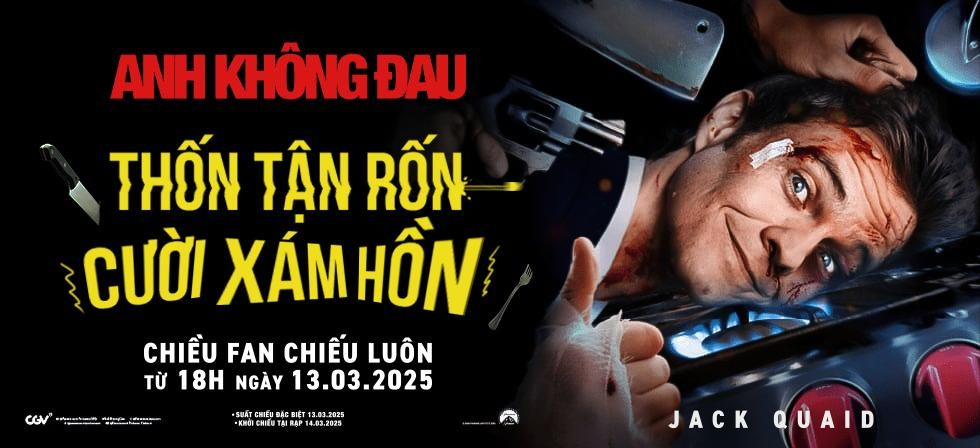 ANH KHÔNG ĐAU
THỐN TẬN RỐN
CƯỜI XÁM HỒN
CHIỀU FAN CHIẾU LUÔN
TỪ 18H NGÀY 13.03.2025
CGV
• SUẤT CHIẾU ĐẶC BIỆT 13.03.2025
• KHỞI CHIẾU TẠI RẠP 14.03.2025
JACK QUAID